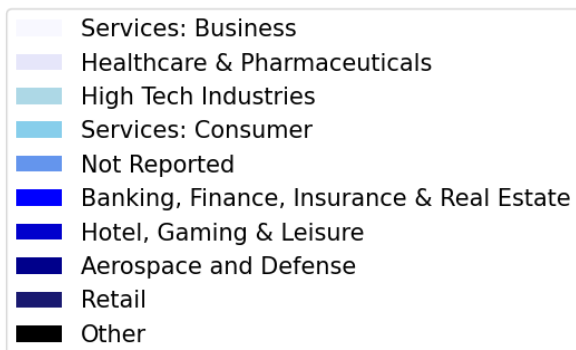 Services: Business
Healthcare & Pharmaceuticals
High Tech Industries
Services: Consumer
Not Reported
Banking, Finance, Insurance & Real Estate
Hotel, Gaming & Leisure
Aerospace and Defense
Retail
Other